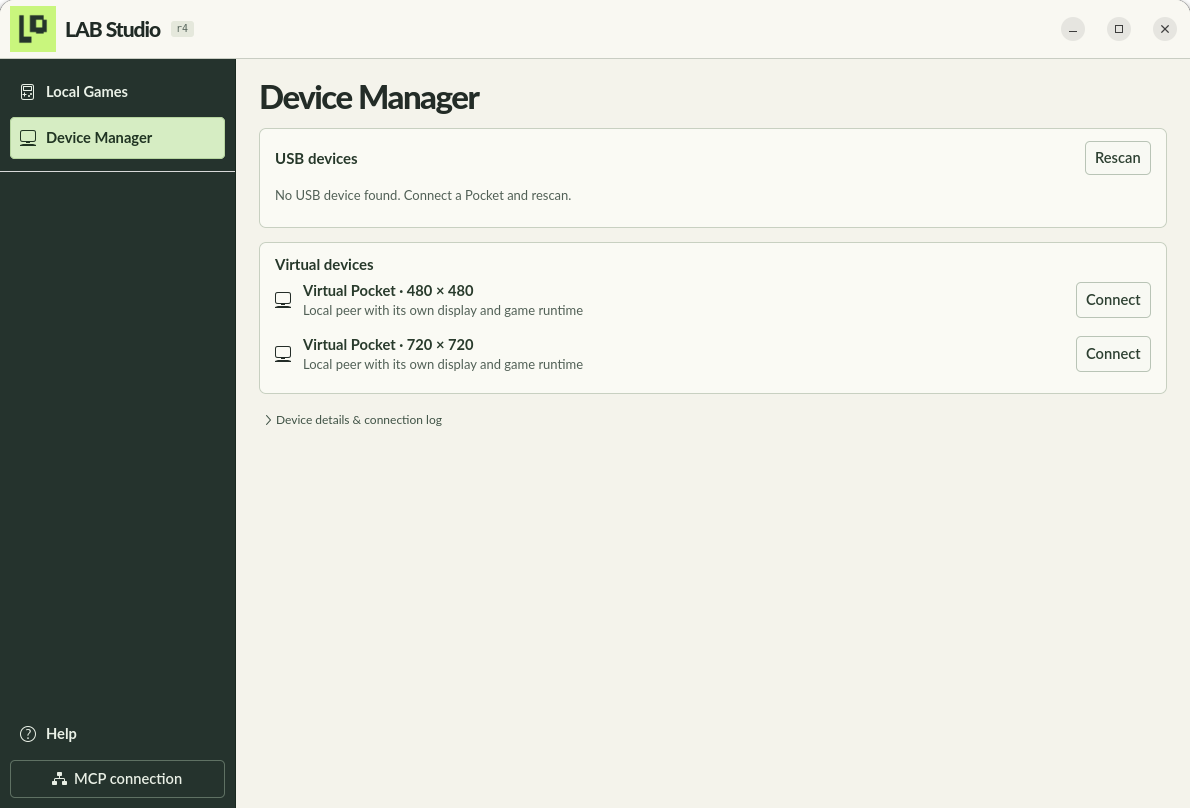 LAB Studio r4
Local Games
Device Manager
Help
MCP connection
Device Manager
USB devices
Rescan
No USB device found. Connect a Pocket and rescan.
Virtual devices
Virtual Pocket · 480 × 480
Local peer with its own display and game runtime
Connect
Virtual Pocket · 720 × 720
Local peer with its own display and game runtime
Connect
Device details & connection log